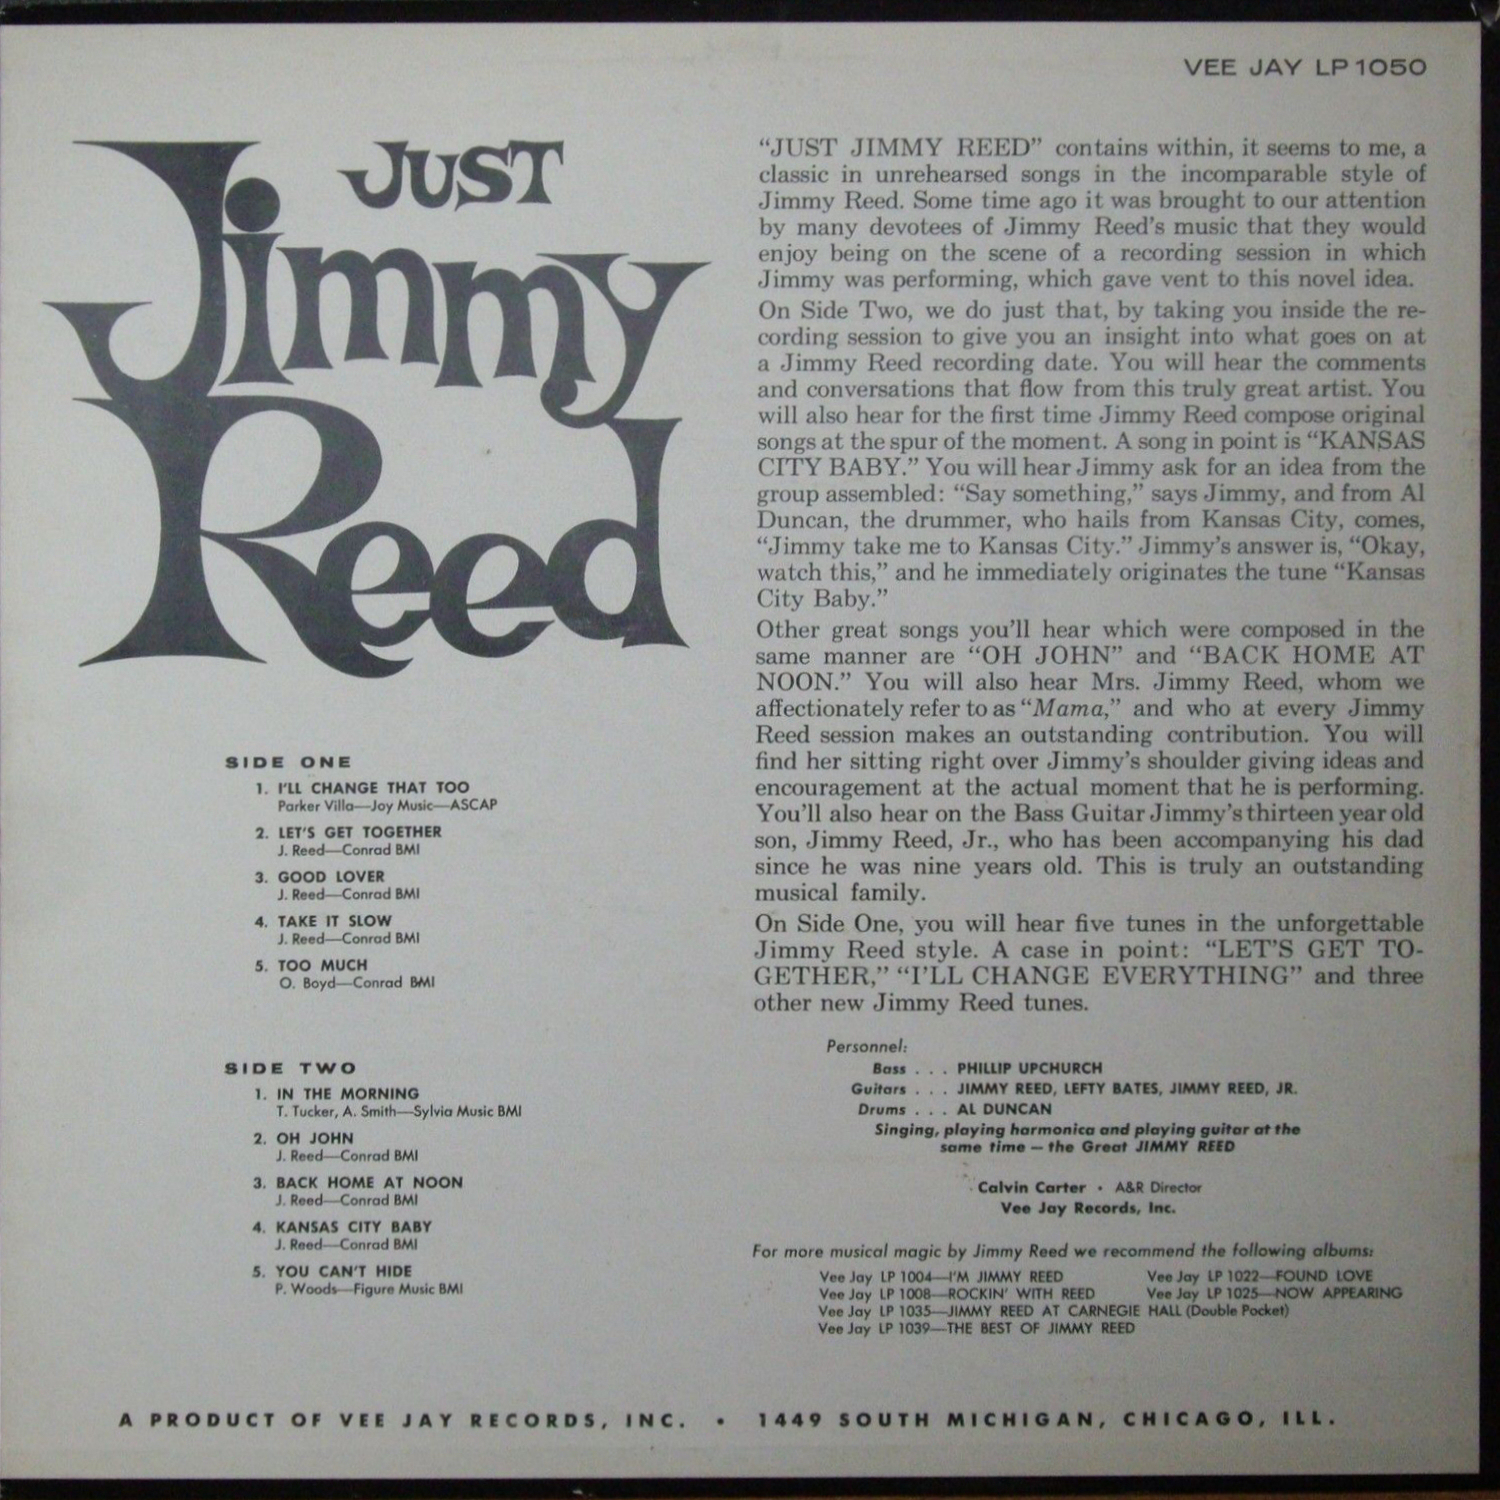 VEE JAY LP 1050
JUST
Jimmy
Reed
SIDE ONE
1. I'LL CHANGE THAT TOO
Parker Villa—Joy Music—ASCAP
2. LET'S GET TOGETHER
J. Reed—Conrad BMI
3. GOOD LOVER
J. Reed—Conrad BMI
4. TAKE IT SLOW
J. Reed—Conrad BMI
5. TOO MUCH
O. Boyd—Conrad BMI
SIDE TWO
1. IN THE MORNING
T. Tucker, A. Smith—Sylvia Music BMI
2. OH JOHN
J. Reed—Conrad BMI
3. BACK HOME AT NOON
J. Reed—Conrad BMI
4. KANSAS CITY BABY
J. Reed—Conrad BMI
5. YOU CAN'T HIDE
P. Woods—Figure Music BMI
"JUST JIMMY REED" contains within, it seems to me, a
classic in unrehearsed songs in the incomparable style of
Jimmy Reed. Some time ago it was brought to our attention
by many devotees of Jimmy Reed's music that they would
enjoy being on the scene of a recording session in which
Jimmy was performing, which gave vent to this novel idea.
On Side Two, we do just that, by taking you inside the re-
cording session to give you an insight into what goes on at
a Jimmy Reed recording date. You will hear the comments
and conversations that flow from this truly great artist. You
will also hear for the first time Jimmy Reed compose original
songs at the spur of the moment. A song in point is "KANSAS
CITY BABY." You will hear Jimmy ask for an idea from the
group assembled: "Say something," says Jimmy, and from Al
Duncan, the drummer, who hails from Kansas City, comes,
"Jimmy take me to Kansas City." Jimmy's answer is, "Okay,
watch this," and he immediately originates the tune "Kansas
City Baby."
Other great songs you'll hear which were composed in the
same manner are "OH JOHN" and "BACK HOME AT
NOON." You will also hear Mrs. Jimmy Reed, whom we
affectionately refer to as "Mama," and who at every Jimmy
Reed session makes an outstanding contribution. You will
find her sitting right over Jimmy's shoulder giving ideas and
encouragement at the actual moment that he is performing.
You'll also hear on the Bass Guitar Jimmy's thirteen year old
son, Jimmy Reed, Jr., who has been accompanying his dad
since he was nine years old. This is truly an outstanding
musical family.
On Side One, you will hear five tunes in the unforgettable
Jimmy Reed style. A case in point: "LET'S GET TO-
GETHER," "I'LL CHANGE EVERYTHING" and three
other new Jimmy Reed tunes.
Personnel:
Bass . . . PHILLIP UPCHURCH
Guitars . . . JIMMY REED, LEFTY BATES, JIMMY REED, JR.
Drums . . . AL DUNCAN
Singing, playing harmonica and playing guitar at the
same time — the Great JIMMY REED
Calvin Carter • A&R Director
Vee Jay Records, Inc.
For more musical magic by Jimmy Reed we recommend the following albums:
Vee Jay LP 1004—I'M JIMMY REED Vee Jay LP 1022—FOUND LOVE
Vee Jay LP 1008—ROCKIN' WITH REED Vee Jay LP 1025—NOW APPEARING
Vee Jay LP 1035—JIMMY REED AT CARNEGIE HALL (Double Pocket)
Vee Jay LP 1039—THE BEST OF JIMMY REED
A PRODUCT OF VEE JAY RECORDS, INC. • 1449 SOUTH MICHIGAN, CHICAGO, ILL.